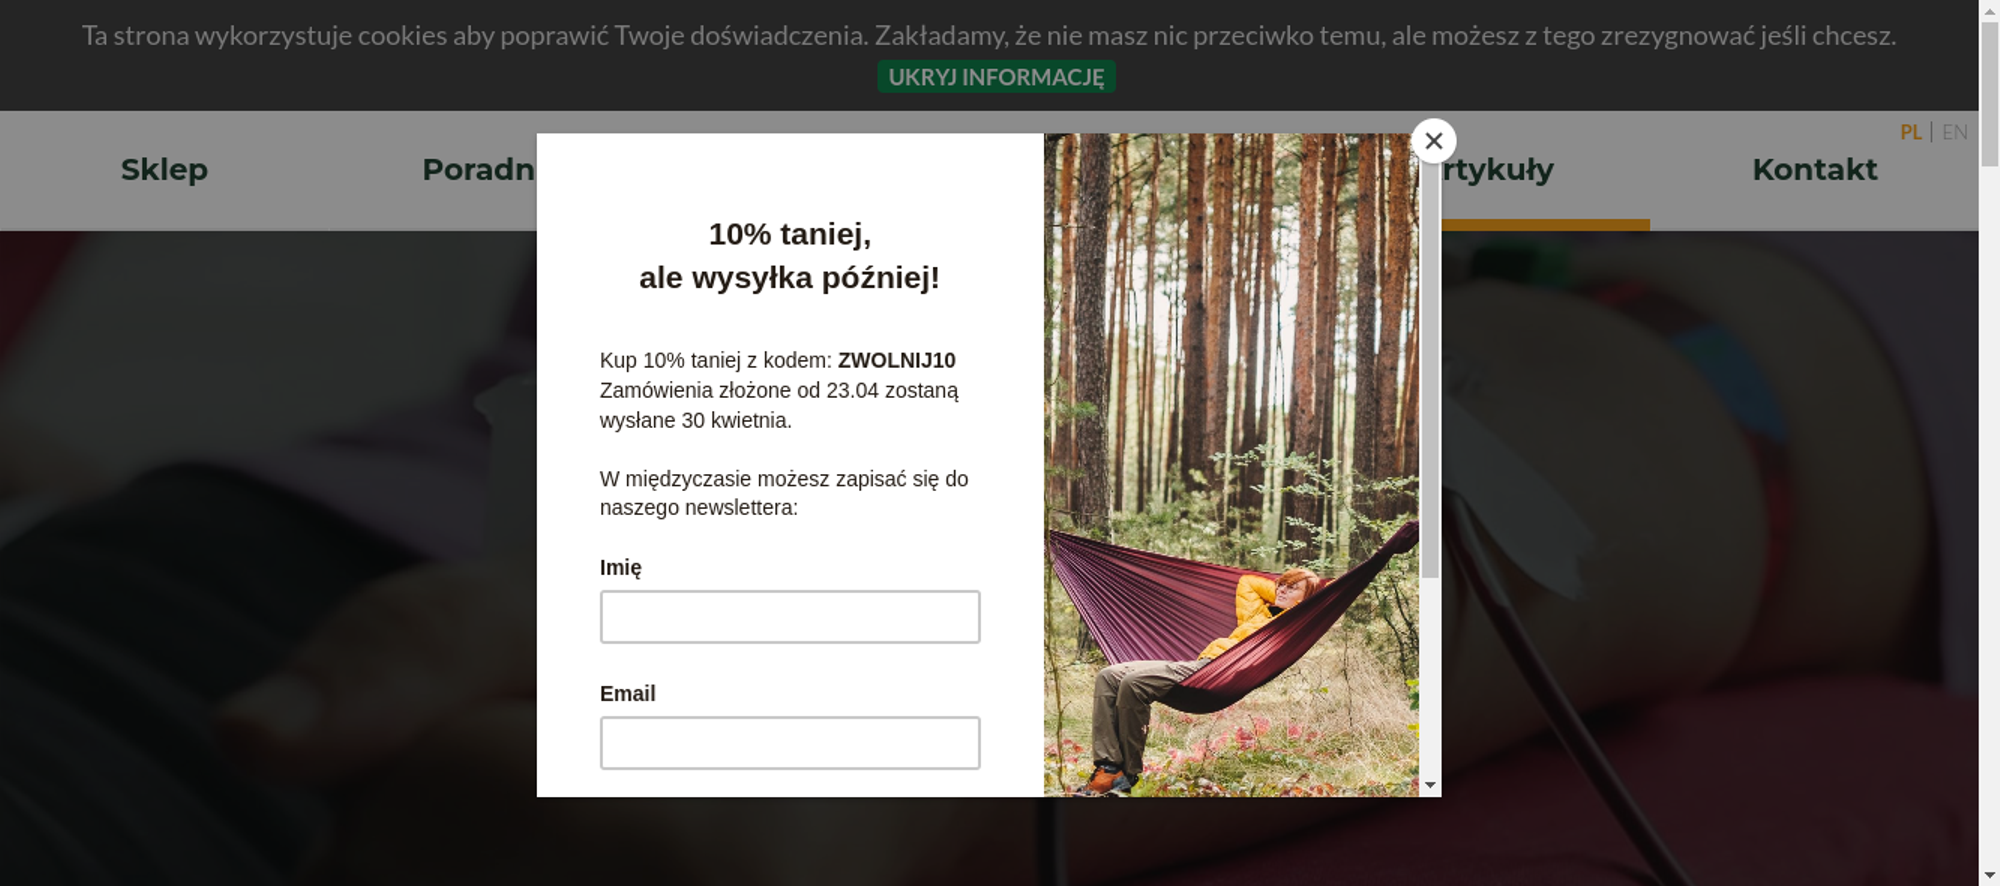 Ta strona wykorzystuje cookies aby poprawić Twoje doświadczenia. Zakładamy, że nie masz nic przeciwko temu, ale możesz z tego zrezygnować jeśli chcesz.
UKRYJ INFORMACJĘ
PL | EN
Sklep
Poradn
rtykuły
Kontakt
10% taniej,
ale wysyłka później!
Kup 10% taniej z kodem: ZWOLNIJ10
Zamówienia złożone od 23.04 zostaną
wysłane 30 kwietnia.
W międzyczasie możesz zapisać się do
naszego newslettera:
Imię
Email